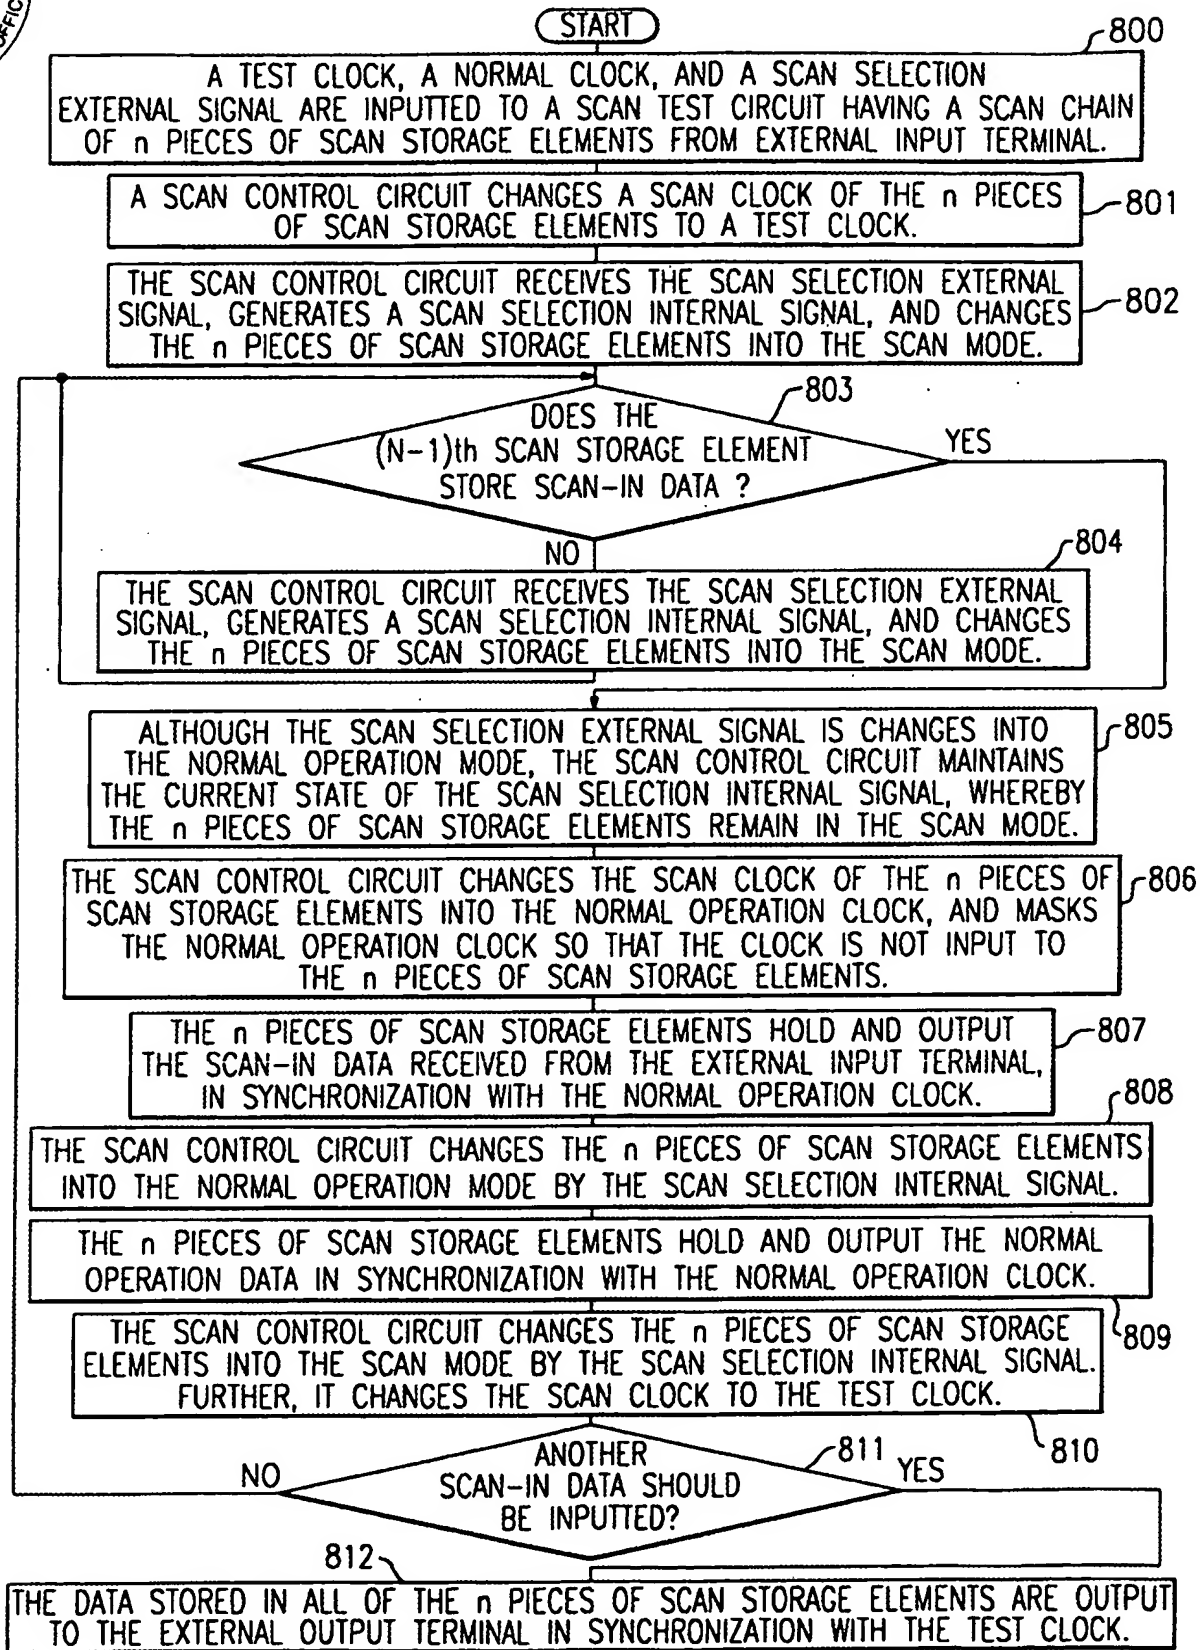 OFFIC
START
800
A TEST CLOCK, A NORMAL CLOCK, AND A SCAN SELECTION
EXTERNAL SIGNAL ARE INPUTTED TO A SCAN TEST CIRCUIT HAVING A SCAN CHAIN
OF n PIECES OF SCAN STORAGE ELEMENTS FROM EXTERNAL INPUT TERMINAL.
A SCAN CONTROL CIRCUIT CHANGES A SCAN CLOCK OF THE n PIECES
OF SCAN STORAGE ELEMENTS TO A TEST CLOCK.
801
THE SCAN CONTROL CIRCUIT RECEIVES THE SCAN SELECTION EXTERNAL
SIGNAL, GENERATES A SCAN SELECTION INTERNAL SIGNAL, AND CHANGES
THE n PIECES OF SCAN STORAGE ELEMENTS INTO THE SCAN MODE.
802
803
DOES THE
(N-1)th SCAN STORAGE ELEMENT
STORE SCAN-IN DATA ?
YES
NO
804
THE SCAN CONTROL CIRCUIT RECEIVES THE SCAN SELECTION EXTERNAL
SIGNAL, GENERATES A SCAN SELECTION INTERNAL SIGNAL, AND CHANGES
THE n PIECES OF SCAN STORAGE ELEMENTS INTO THE SCAN MODE.
805
ALTHOUGH THE SCAN SELECTION EXTERNAL SIGNAL IS CHANGES INTO
THE NORMAL OPERATION MODE, THE SCAN CONTROL CIRCUIT MAINTAINS
THE CURRENT STATE OF THE SCAN SELECTION INTERNAL SIGNAL, WHEREBY
THE n PIECES OF SCAN STORAGE ELEMENTS REMAIN IN THE SCAN MODE.
THE SCAN CONTROL CIRCUIT CHANGES THE SCAN CLOCK OF THE n PIECES OF
SCAN STORAGE ELEMENTS INTO THE NORMAL OPERATION CLOCK, AND MASKS
THE NORMAL OPERATION CLOCK SO THAT THE CLOCK IS NOT INPUT TO
THE n PIECES OF SCAN STORAGE ELEMENTS.
806
THE n PIECES OF SCAN STORAGE ELEMENTS HOLD AND OUTPUT
THE SCAN-IN DATA RECEIVED FROM THE EXTERNAL INPUT TERMINAL,
IN SYNCHRONIZATION WITH THE NORMAL OPERATION CLOCK.
807
808
THE SCAN CONTROL CIRCUIT CHANGES THE n PIECES OF SCAN STORAGE ELEMENTS
INTO THE NORMAL OPERATION MODE BY THE SCAN SELECTION INTERNAL SIGNAL.
THE n PIECES OF SCAN STORAGE ELEMENTS HOLD AND OUTPUT THE NORMAL
OPERATION DATA IN SYNCHRONIZATION WITH THE NORMAL OPERATION CLOCK.
809
THE SCAN CONTROL CIRCUIT CHANGES THE n PIECES OF SCAN STORAGE
ELEMENTS INTO THE SCAN MODE BY THE SCAN SELECTION INTERNAL SIGNAL.
FURTHER, IT CHANGES THE SCAN CLOCK TO THE TEST CLOCK.
810
811
ANOTHER
SCAN-IN DATA SHOULD
BE INPUTTED?
NO
YES
812
THE DATA STORED IN ALL OF THE n PIECES OF SCAN STORAGE ELEMENTS ARE OUTPUT
TO THE EXTERNAL OUTPUT TERMINAL IN SYNCHRONIZATION WITH THE TEST CLOCK.